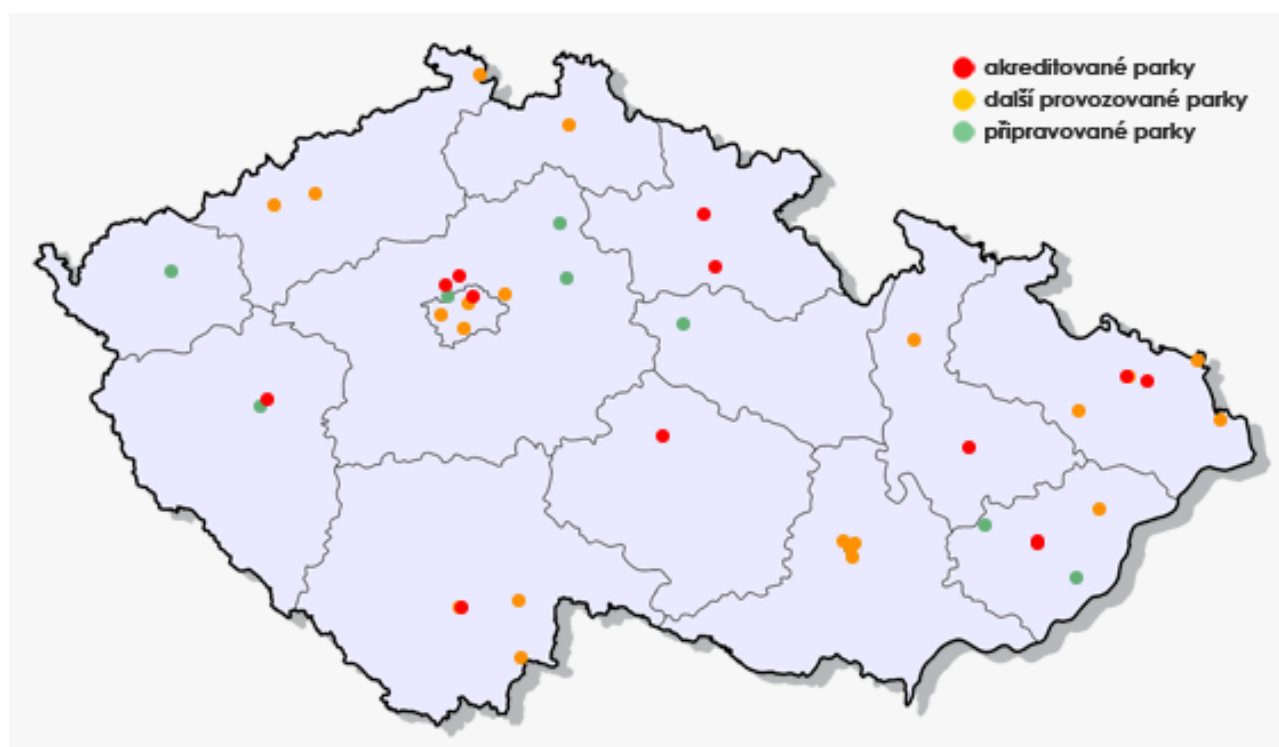 akreditované parky
další provozované parky
připravované parky